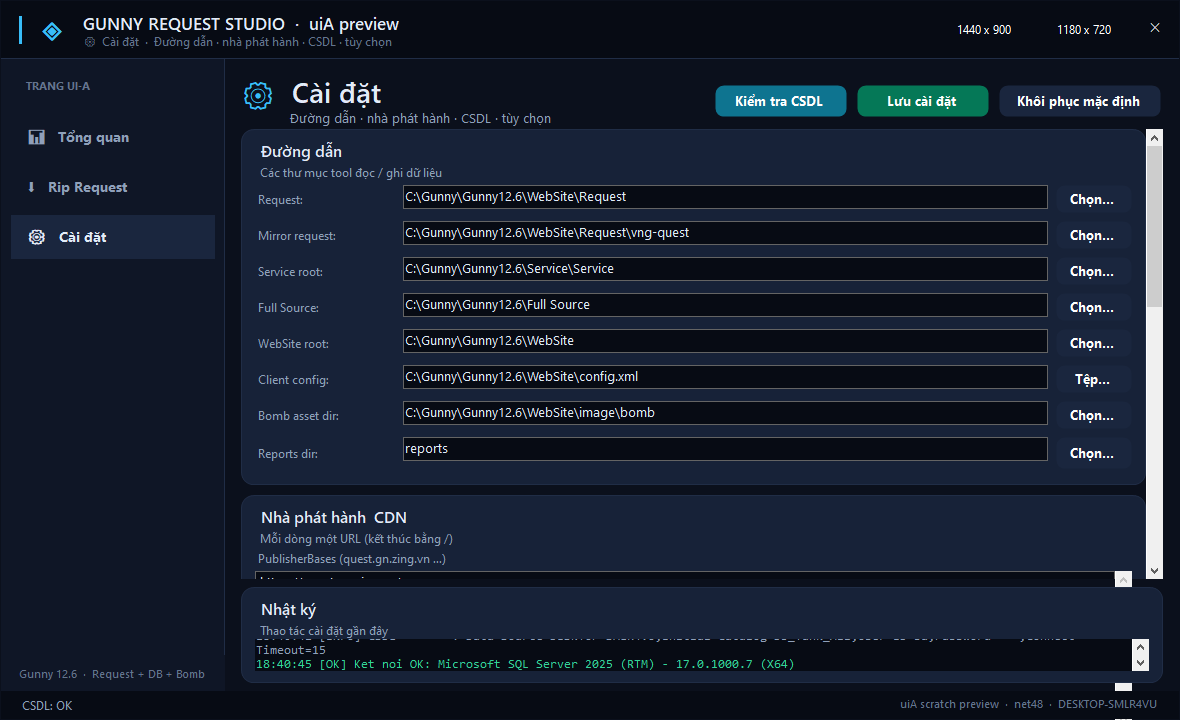 GUNNY REQUEST STUDIO · uiA preview
Cài đặt · Đường dẫn · nhà phát hành · CSDL · tùy chọn
1440 x 900
1180 x 720
TRANG UI-A
Tổng quan
Rip Request
Cài đặt
Cài đặt
Đường dẫn · nhà phát hành · CSDL · tùy chọn
Kiểm tra CSDL
Lưu cài đặt
Khôi phục mặc định
Đường dẫn
Các thư mục tool đọc / ghi dữ liệu
Request: C:\Gunny\Gunny12.6\WebSite\Request Chọn...
Mirror request: C:\Gunny\Gunny12.6\WebSite\Request\vng-quest Chọn...
Service root: C:\Gunny\Gunny12.6\Service\Service Chọn...
Full Source: C:\Gunny\Gunny12.6\Full Source Chọn...
WebSite root: C:\Gunny\Gunny12.6\WebSite Chọn...
Client config: C:\Gunny\Gunny12.6\WebSite\config.xml Tệp...
Bomb asset dir: C:\Gunny\Gunny12.6\WebSite\image\bomb Chọn...
Reports dir: reports Chọn...
Nhà phát hành CDN
Mỗi dòng một URL (kết thúc bằng /)
PublisherBases (quest.gn.zing.vn ...)
Nhật ký
Thao tác cài đặt gần đây
Timeout=15
18:40:45 [OK] Ket noi OK: Microsoft SQL Server 2025 (RTM) - 17.0.1000.7 (X64)
Gunny 12.6 · Request + DB + Bomb
CSDL: OK
uiA scratch preview · net48 · DESKTOP-SMLR4VU